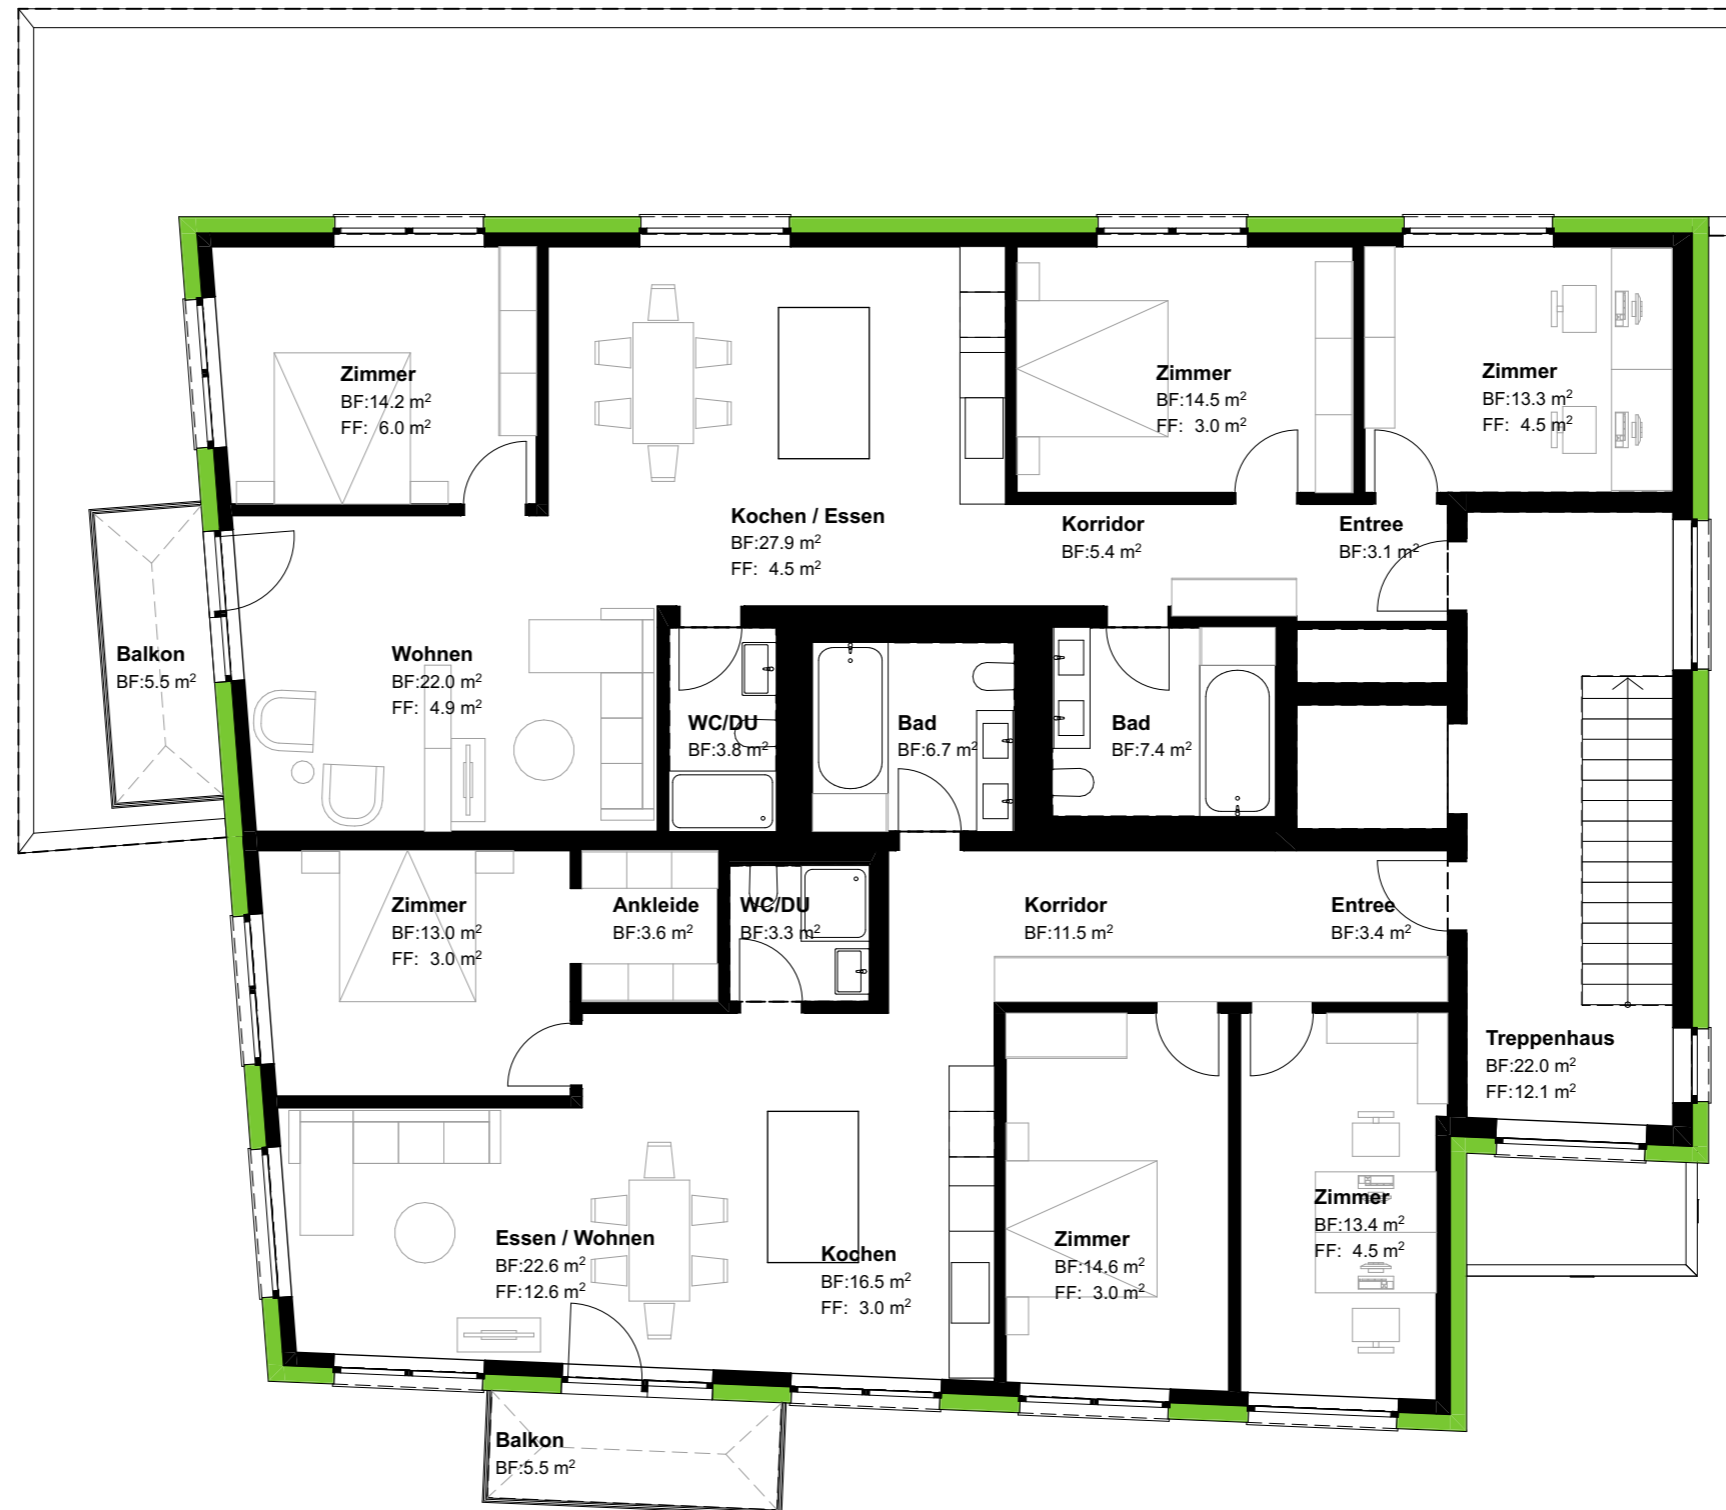 Zimmer
BF:14.2 m²
FF: 6.0 m²
Kochen / Essen
BF:27.9 m²
FF: 4.5 m²
Zimmer
BF:14.5 m²
FF: 3.0 m²
Zimmer
BF:13.3 m²
FF: 4.5 m²
Korridor
BF:5.4 m²
Entree
BF:3.1 m²
Balkon
BF:5.5 m²
Wohnen
BF:22.0 m²
FF: 4.9 m²
WC/DU
BF:3.8 m²
Bad
BF:6.7 m²
Bad
BF:7.4 m²
Zimmer
BF:13.0 m²
FF: 3.0 m²
Ankleide
BF:3.6 m²
WC/DU
BF:3.3 m²
Korridor
BF:11.5 m²
Entree
BF:3.4 m²
Treppenhaus
BF:22.0 m²
FF:12.1 m²
Essen / Wohnen
BF:22.6 m²
FF:12.6 m²
Kochen
BF:16.5 m²
FF: 3.0 m²
Zimmer
BF:14.6 m²
FF: 3.0 m²
Zimmer
BF:13.4 m²
FF: 4.5 m²
Balkon
BF:5.5 m²